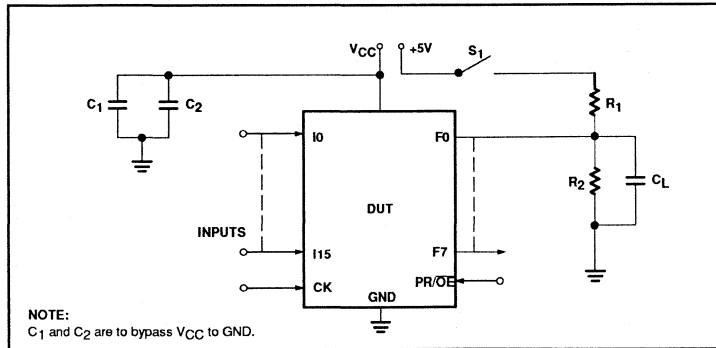 VCC +5V S1
C1 C2 R1
I0 F0
R2 CL
DUT
INPUTS
I15 F7
PR/OE
CK GND
NOTE:
C1 and C2 are to bypass VCC to GND.